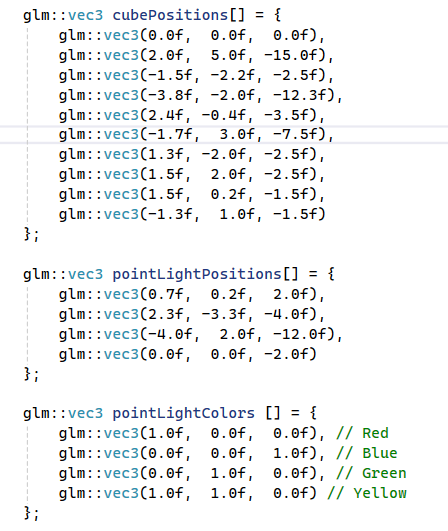 glm::vec3 cubePositions[] = {
    glm::vec3(0.0f,  0.0f,  0.0f),
    glm::vec3(2.0f,  5.0f, -15.0f),
    glm::vec3(-1.5f, -2.2f, -2.5f),
    glm::vec3(-3.8f, -2.0f, -12.3f),
    glm::vec3(2.4f, -0.4f, -3.5f),
    glm::vec3(-1.7f,  3.0f, -7.5f),
    glm::vec3(1.3f, -2.0f, -2.5f),
    glm::vec3(1.5f,  2.0f, -2.5f),
    glm::vec3(1.5f,  0.2f, -1.5f),
    glm::vec3(-1.3f,  1.0f, -1.5f)
};

glm::vec3 pointLightPositions[] = {
    glm::vec3(0.7f,  0.2f,  2.0f),
    glm::vec3(2.3f, -3.3f, -4.0f),
    glm::vec3(-4.0f,  2.0f, -12.0f),
    glm::vec3(0.0f,  0.0f, -2.0f)
};

glm::vec3 pointLightColors [] = {
    glm::vec3(1.0f,  0.0f,  0.0f), // Red
    glm::vec3(0.0f,  0.0f,  1.0f), // Blue
    glm::vec3(0.0f,  1.0f,  0.0f), // Green
    glm::vec3(1.0f,  1.0f,  0.0f) // Yellow
};